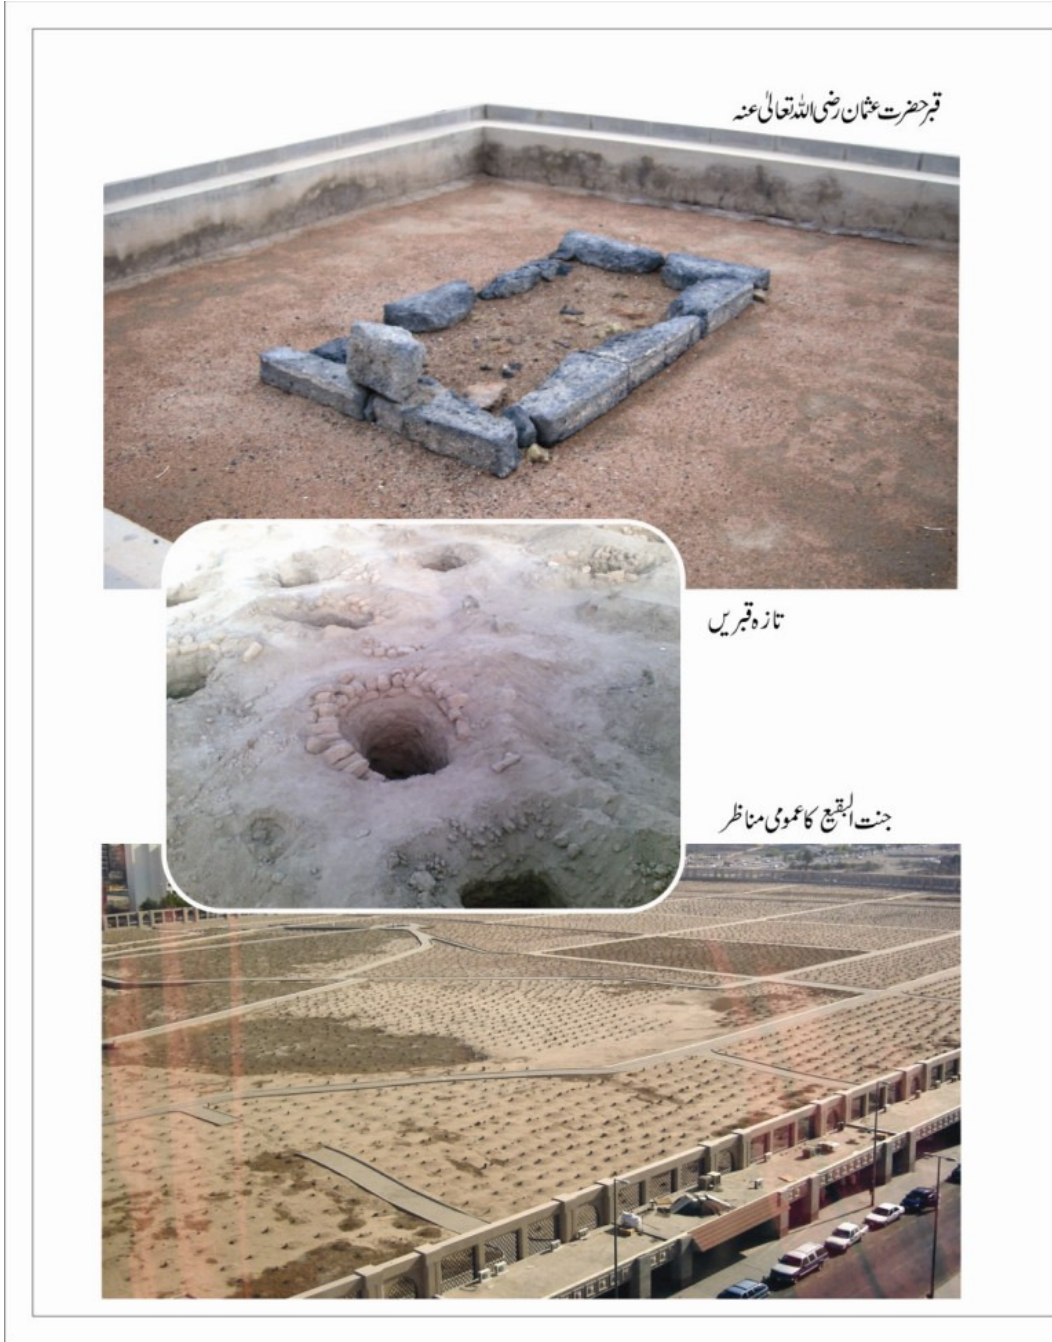 قبر حضرت عثمان رضی اللہ تعالیٰ عنہ
تازہ قبریں
جنت البقیع کا عمومی مناظر